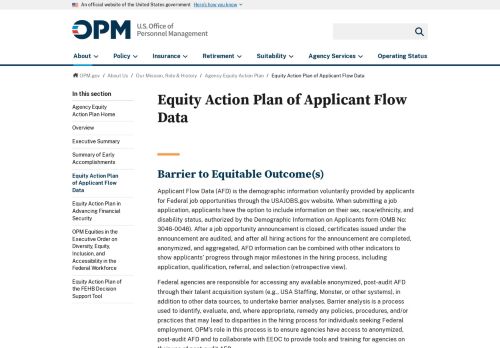 An official website of the United States government Here's how you know
OPM
U.S. Office of
Personnel Management
About Policy Insurance Retirement Suitability Agency Services Operating Status
OPM.gov / About Us / Our Mission, Role & History / Agency Equity Action Plan / Equity Action Plan of Applicant Flow Data
In this section
Agency Equity
Action Plan Home
Overview
Executive Summary
Summary of Early
Accomplishments
Equity Action Plan
of Applicant Flow
Data
Equity Action Plan in
Advancing Financial
Security
OPM Equities in the
Executive Order on
Diversity, Equity,
Inclusion, and
Accessibility in the
Federal Workforce
Equity Action Plan of
the FEHB Decision
Support Tool
Equity Action Plan of Applicant Flow
Data
Barrier to Equitable Outcome(s)
Applicant Flow Data (AFD) is the demographic information voluntarily provided by applicants
for Federal job opportunities through the USAJOBS.gov website. When submitting a job
application, applicants have the option to include information on their sex, race/ethnicity, and
disability status, authorized by the Demographic Information on Applicants form (OMB No:
3046-0046). After a job opportunity announcement is closed, certificates issued under the
announcement are audited, and after all hiring actions for the announcement are completed,
anonymized, and aggregated, AFD information can be combined with other indicators to
show applicants' progress through major milestones in the hiring process, including
application, qualification, referral, and selection (retrospective view).
Federal agencies are responsible for accessing any available anonymized, post-audit AFD
through their talent acquisition system (e.g., USA Staffing, Monster, or other systems), in
addition to other data sources, to undertake barrier analyses. Barrier analysis is a process
used to identify, evaluate, and, where appropriate, remedy any policies, procedures, and/or
practices that may lead to disparities in the hiring process for individuals seeking Federal
employment. OPM's role in this process is to ensure agencies have access to anonymized,
post-audit AFD and to collaborate with EEOC to provide tools and training for agencies on